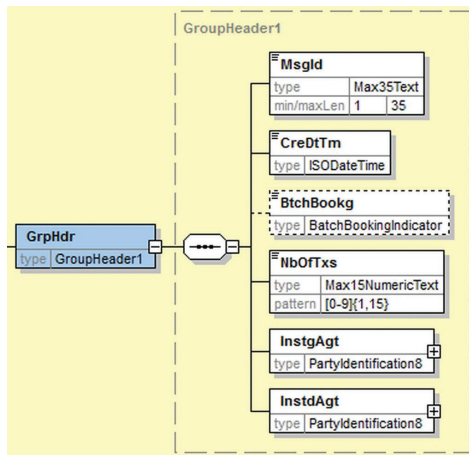 GroupHeader1
MsgId
type Max35Text
min/maxLen 1 35
CreDtTm
type ISODateTime
BtchBookg
type BatchBookingIndicator
GrpHdr
type GroupHeader1
NbOfTxs
type Max15NumericText
pattern [0-9]{1,15}
InstgAgt
type PartyIdentification8
InstdAgt
type PartyIdentification8